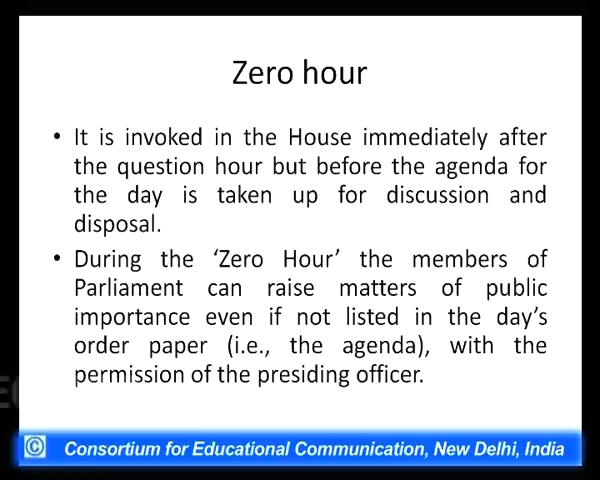 Zero hour
• It is invoked in the House immediately after
the question hour but before the agenda for
the day is taken up for discussion and
disposal.
• During the ‘Zero Hour’ the members of
Parliament can raise matters of public
importance even if not listed in the day’s
order paper (i.e., the agenda), with the
permission of the presiding officer.
© Consortium for Educational Communication, New Delhi, India